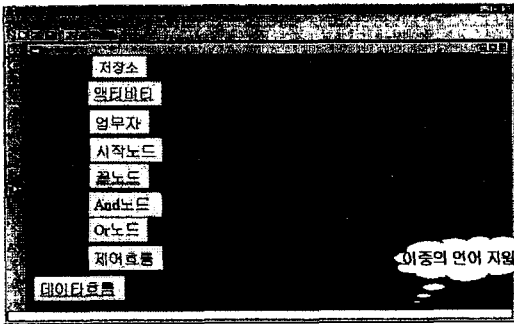 저장소
액티비티
업무자
시작노드
끝노드
And노드
Or노드
제어흐름
이중의 언어 지원
데이타흐름